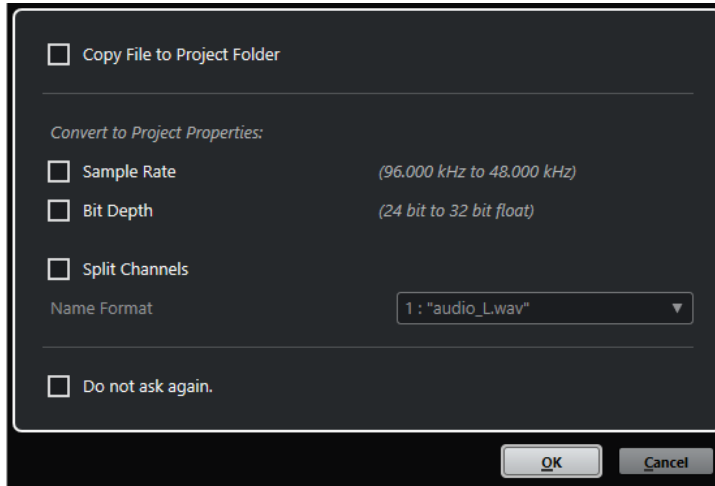 Copy File to Project Folder
Convert to Project Properties:
Sample Rate (96.000 kHz to 48.000 kHz)
Bit Depth (24 bit to 32 bit float)
Split Channels
Name Format 1 : "audio_L.wav"
Do not ask again.
OK Cancel